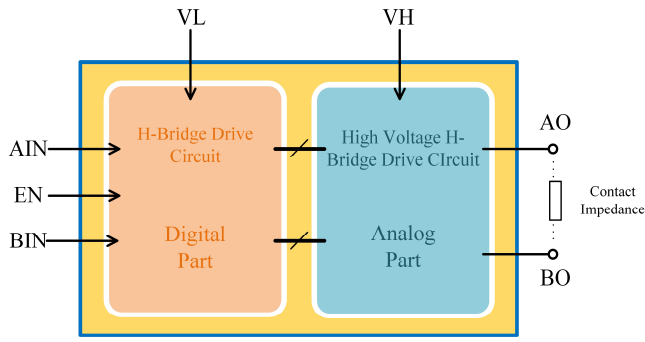 VL
VH
AIN
EN
BIN
H-Bridge Drive
Circuit
Digital
Part
High Voltage H-
Bridge Drive CIrcuit
Analog
Part
AO
Contact
Impedance
BO